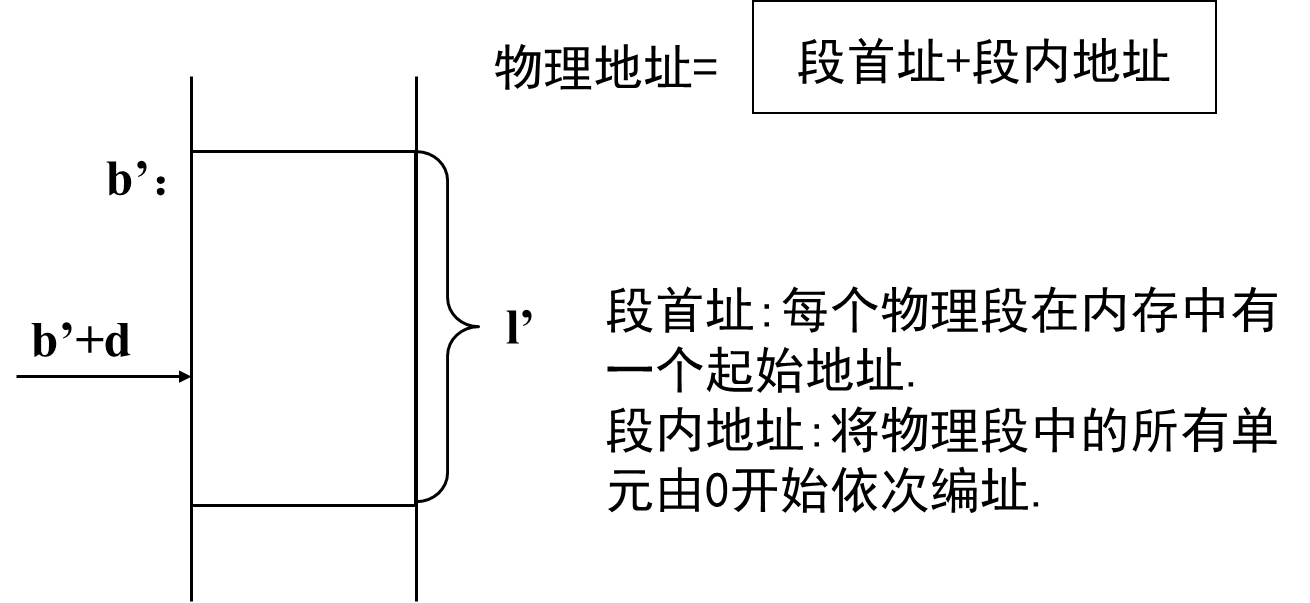 物理地址= 段首址+段内地址
b’：
b’+d
l’
段首址:每个物理段在内存中有
一个起始地址.
段内地址:将物理段中的所有单
元由0开始依次编址.